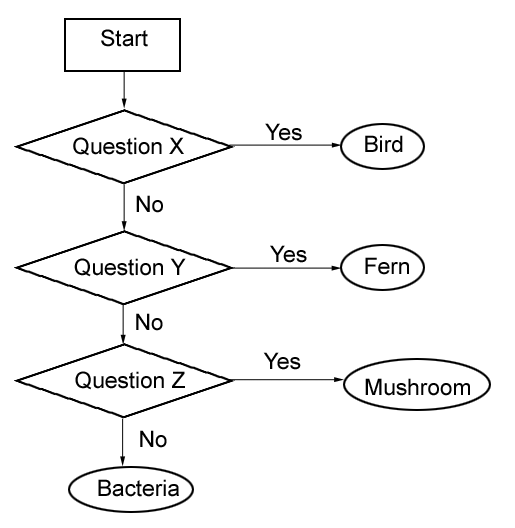 Start
Question X
Yes
Bird
No
Question Y
Yes
Fern
No
Question Z
Yes
Mushroom
No
Bacteria